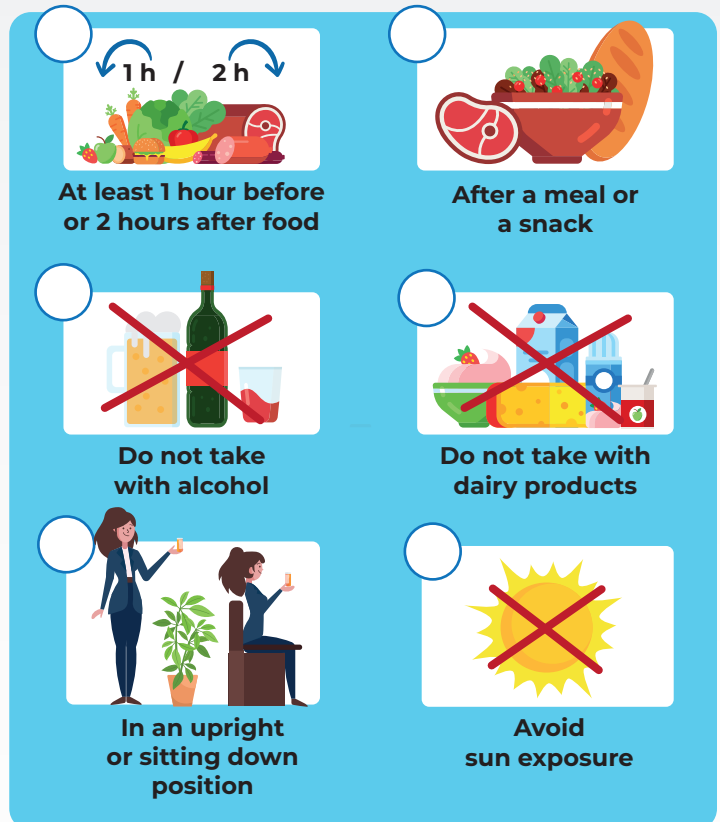 1 h / 2 h
At least 1 hour before
or 2 hours after food
After a meal or
a snack
Do not take
with alcohol
Do not take with
dairy products
In an upright
or sitting down
position
Avoid
sun exposure